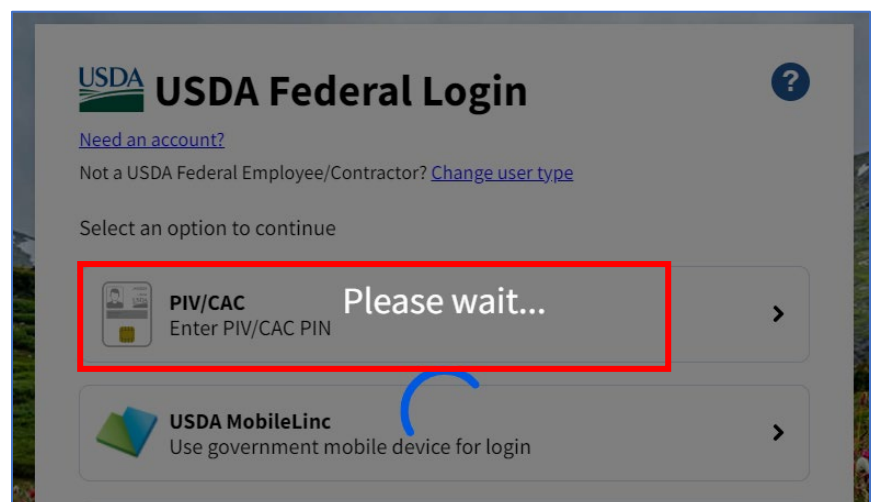 USDA USDA Federal Login ?
Need an account?
Not a USDA Federal Employee/Contractor? Change user type
Select an option to continue
PIV/CAC
Please wait...
Enter PIV/CAC PIN
USDA MobileLinc
Use government mobile device for login